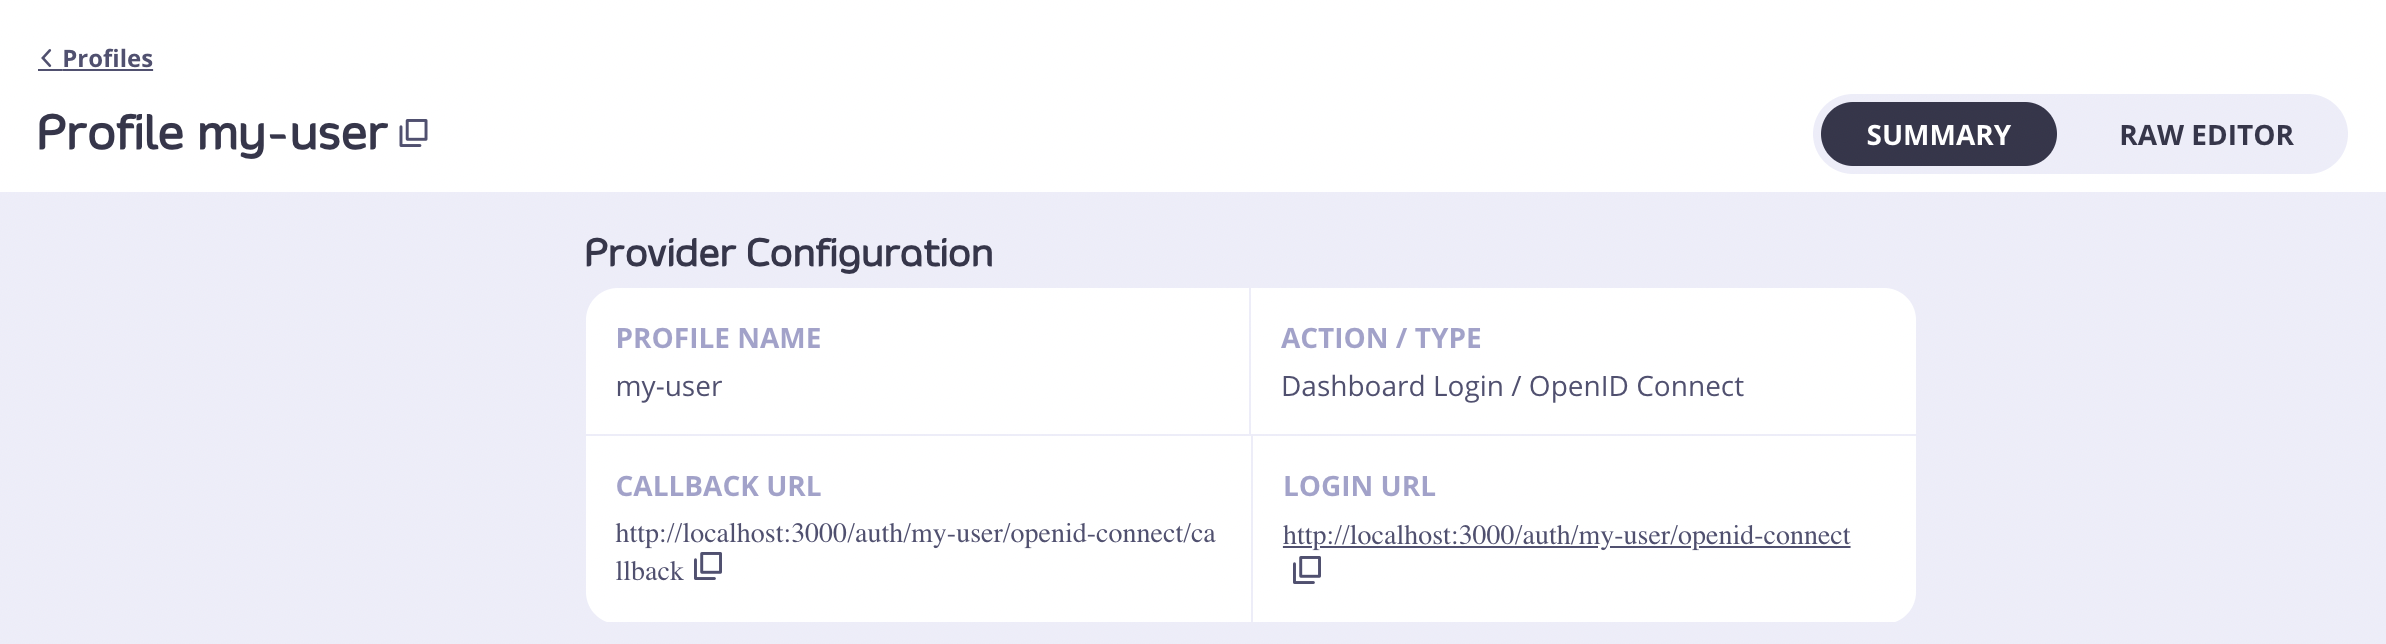 Profiles
Profile my-user
SUMMARY
RAW EDITOR
Provider Configuration
PROFILE NAME
my-user
ACTION / TYPE
Dashboard Login / OpenID Connect
CALLBACK URL
http://localhost:3000/auth/my-user/openid-connect/ca
llback
LOGIN URL
http://localhost:3000/auth/my-user/openid-connect